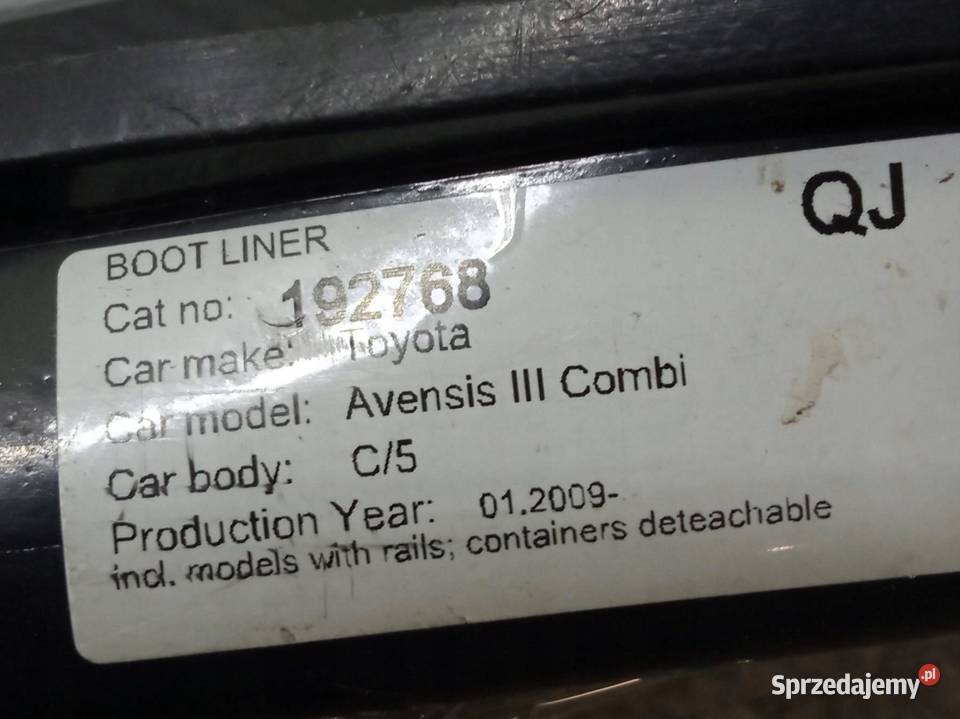 QJ
BOOT LINER
Cat no: 192768
Car make: Toyota
Car model: Avensis III Combi
Car body: C/5
Production Year: 01.2009-
incl. models with rails; containers deteachable
Sprzedajemy.pl